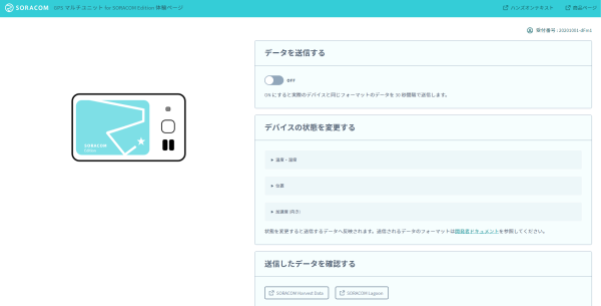 SORACOM GPS マルチユニット for SORACOM Edition 体験ページ
ハンズオンテキスト
商品ページ
データを送信する
OFF
ON にすると実際のデバイスと同じフォーマットのデータを 30 秒間隔で送信します。
SORACOM
デバイスの状態を変更する
▶ 温度・湿度
▶ 位置
▶ 加速度 (向き)
状態を変更すると送信するデータへ反映されます。送信されるデータのフォーマットは開発者ドキュメントを参照してください。
送信したデータを確認する
SORACOM Harvest Data
SORACOM Lagoon